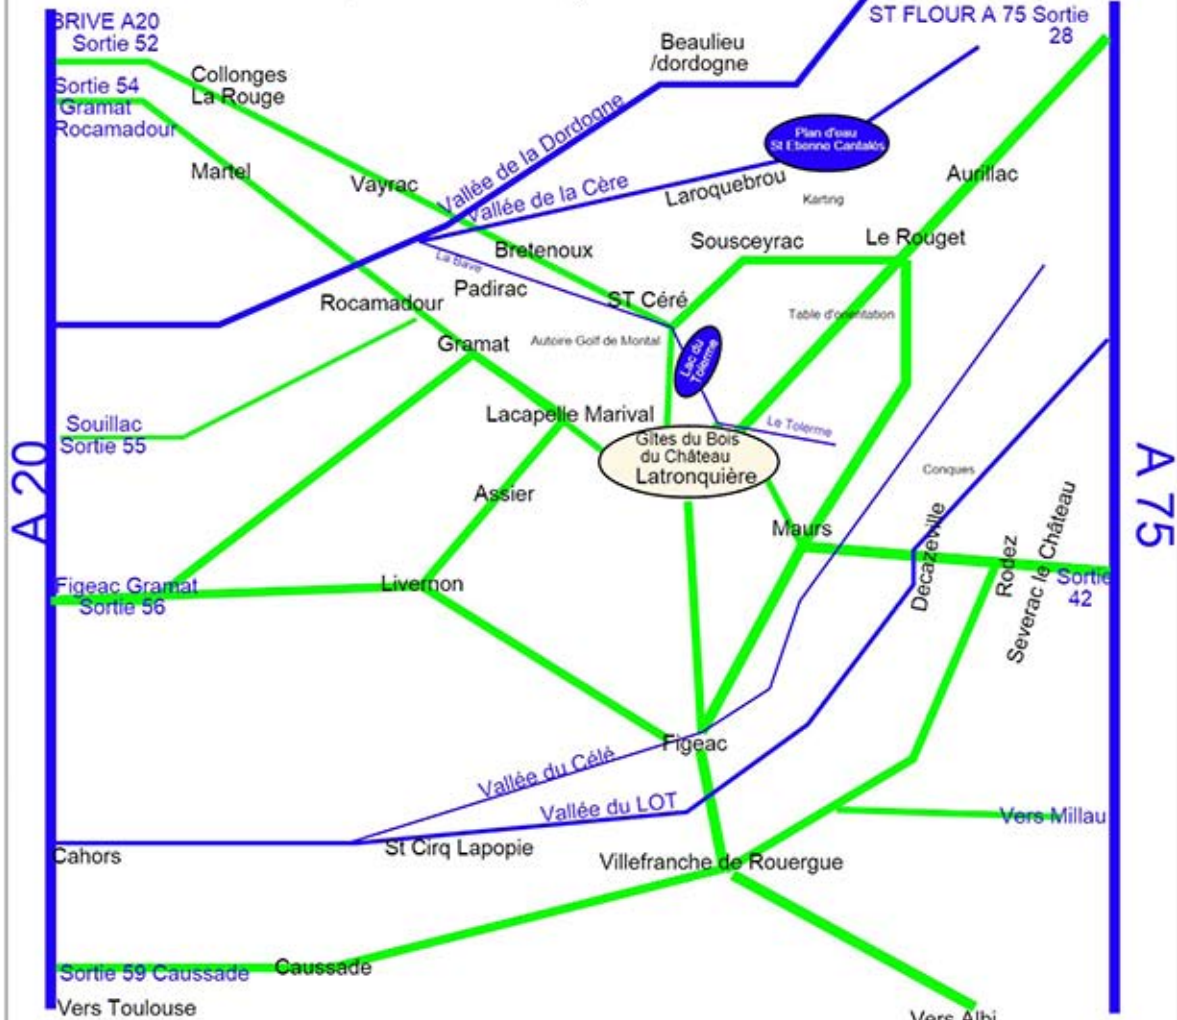 BRIVE A20
Sortie 52
ST FLOUR A 75 Sortie
28
Beaulieu
/dordogne
Collonges
La Rouge
Sortie 54
Gramat
Rocamadour
Vallée de la Dordogne
Plan d'eau
St Etienne Cantalès
Martel
Vayrac
Vallée de la Cère
Laroquebrou
Aurillac
Karting
Bretenoux
Sousceyrac
Le Rouget
La Bave
Padirac
ST Céré
Rocamadour
Table d'orientation
Gramat
Autoire Golf de Montal
Lac du
Tolerme
Lacapelle Marival
Souillac
Sortie 55
Le Tolerme
Gîtes du Bois
du Château
Latronquière
A 20
A 75
Conques
Assier
Maurs
Decazeville
Rodez
Severac le Château
Figeac Gramat
Sortie 56
Livernon
Sortie
42
Figeac
Vallée du Célé
Vallée du LOT
Vers Millau
Cahors
St Cirq Lapopie
Villefranche de Rouergue
Sortie 59 Caussade
Caussade
Vers Toulouse
Vers Albi